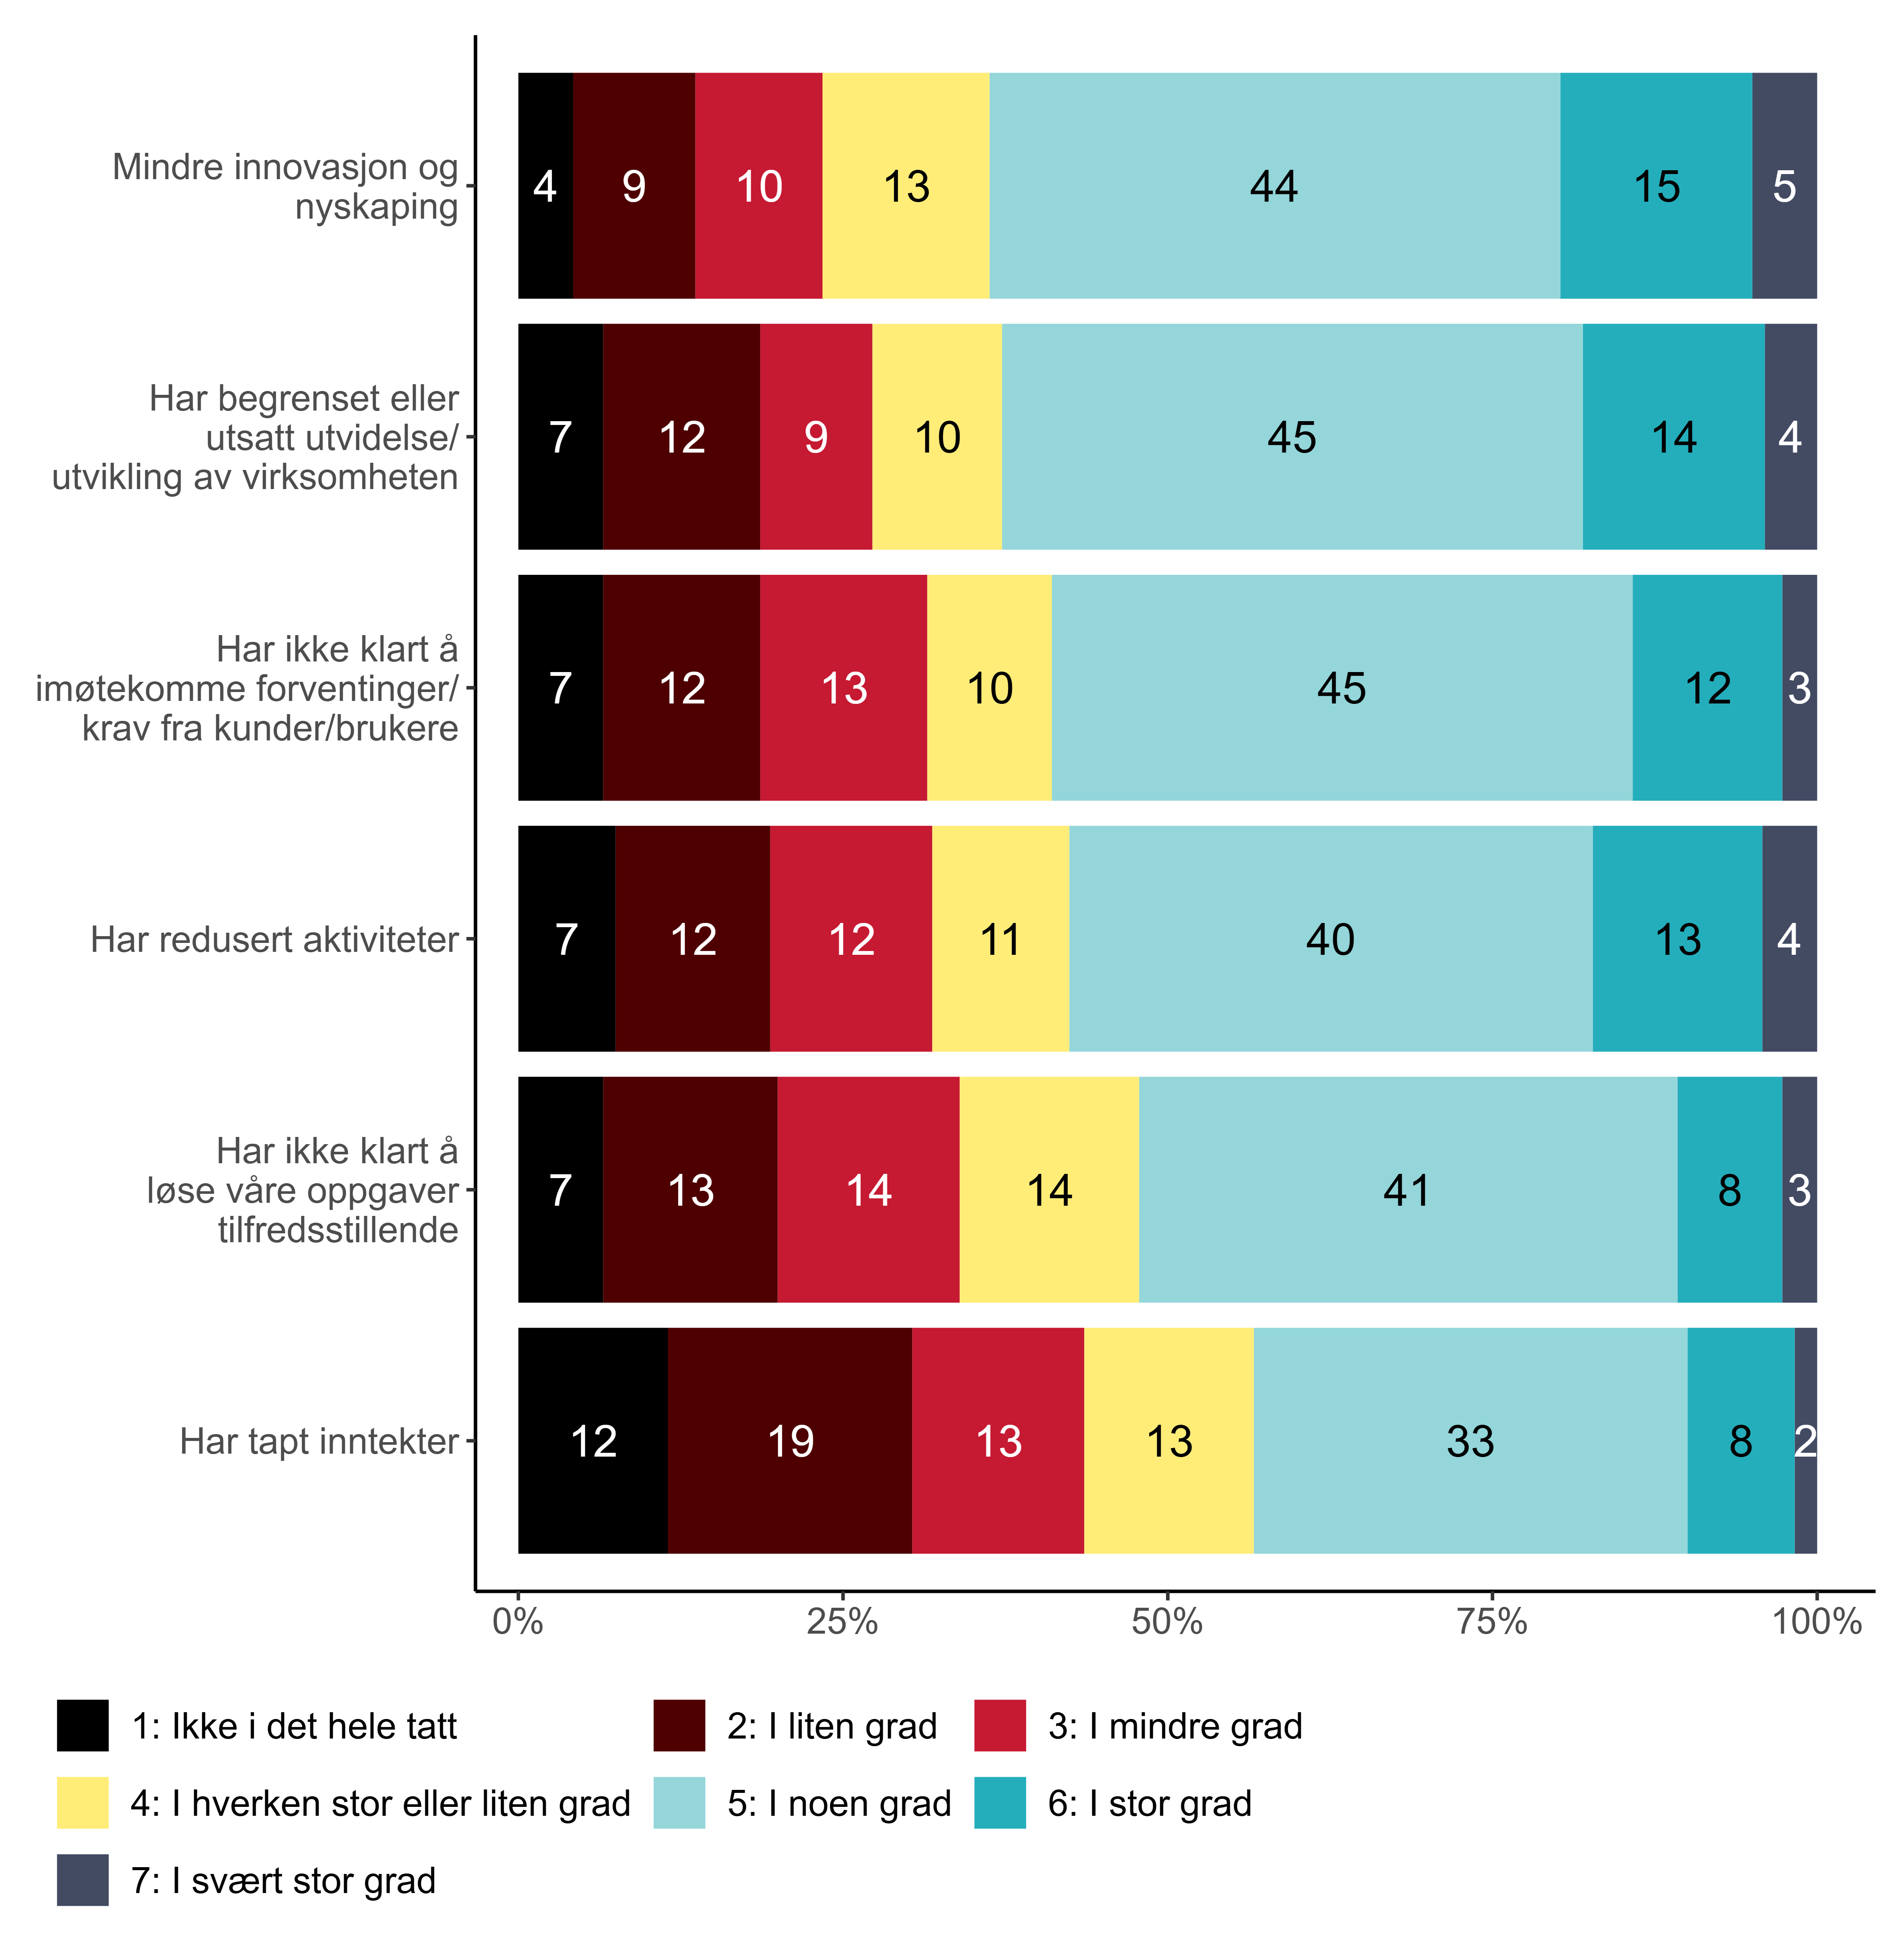 Mindre innovasjon og
nyskaping
4 9 10 13 44 15 5
Har begrenset eller
utsatt utvidelse/
utvikling av virksomheten
7 12 9 10 45 14 4
Har ikke klart å
imøtekomme forventinger/
krav fra kunder/brukere
7 12 13 10 45 12 3
Har redusert aktiviteter
7 12 12 11 40 13 4
Har ikke klart å
løse våre oppgaver
tilfredsstillende
7 13 14 14 41 8 3
Har tapt inntekter
12 19 13 13 33 8 2
0% 25% 50% 75% 100%
1: Ikke i det hele tatt 2: I liten grad 3: I mindre grad
4: I hverken stor eller liten grad 5: I noen grad 6: I stor grad
7: I svært stor grad